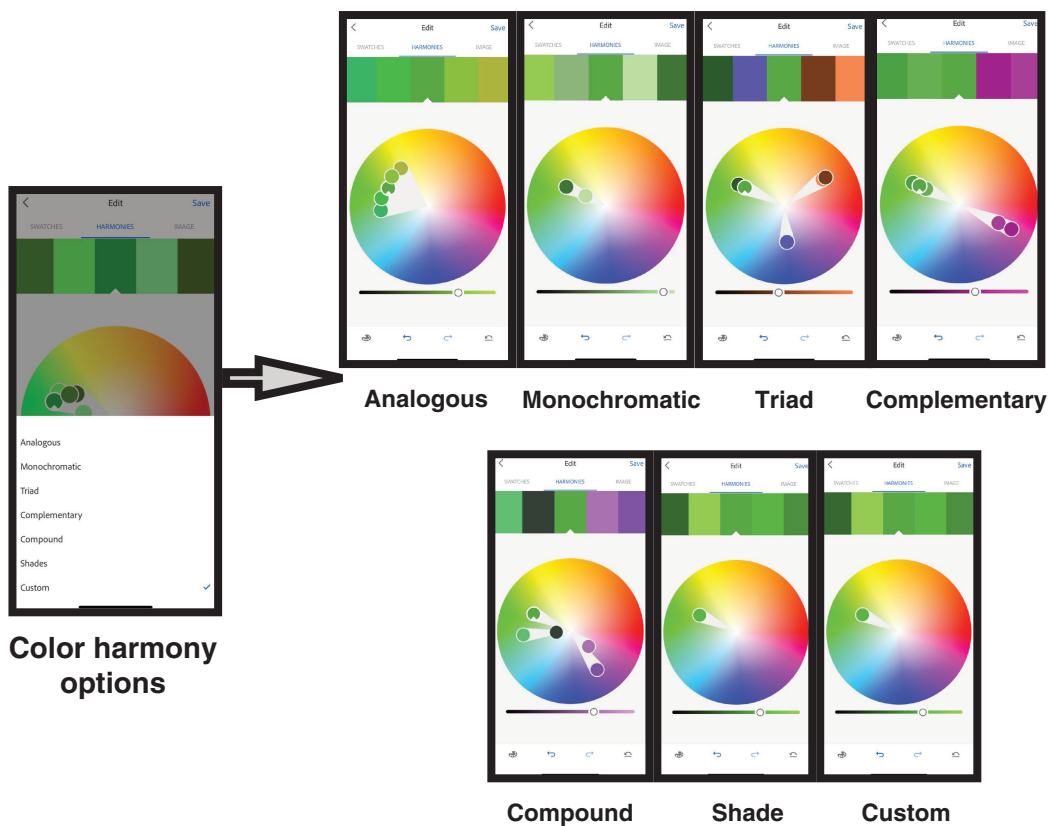 Edit Save
SWATCHES HARMONIES IMAGE
Analogous
Monochromatic
Triad
Complementary
Compound
Shades
Custom
Color harmony
options
Edit Save
SWATCHES HARMONIES IMAGE
Analogous
Edit Save
SWATCHES HARMONIES IMAGE
Monochromatic
Edit Save
SWATCHES HARMONIES IMAGE
Triad
Edit Save
SWATCHES HARMONIES IMAGE
Complementary
Edit Save
SWATCHES HARMONIES IMAGE
Compound
Edit Save
SWATCHES HARMONIES IMAGE
Shade
Edit Save
SWATCHES HARMONIES IMAGE
Custom